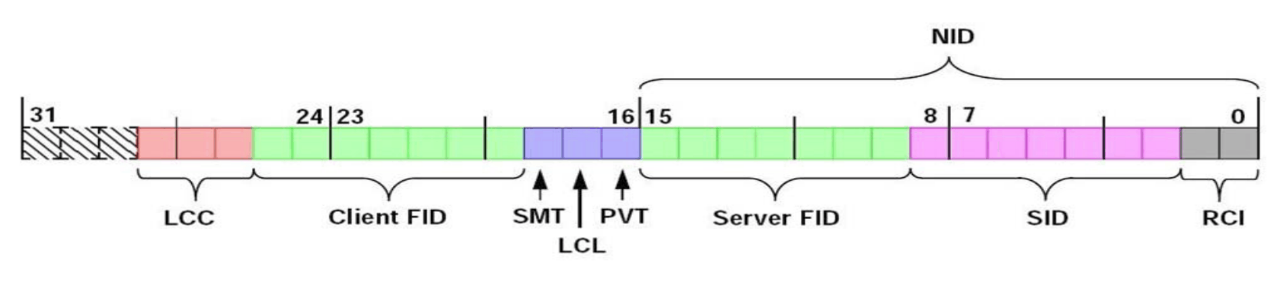 NID
31 24 23 16 15 8 7 0
LCC Client FID SMT PVT Server FID SID RCI
LCL